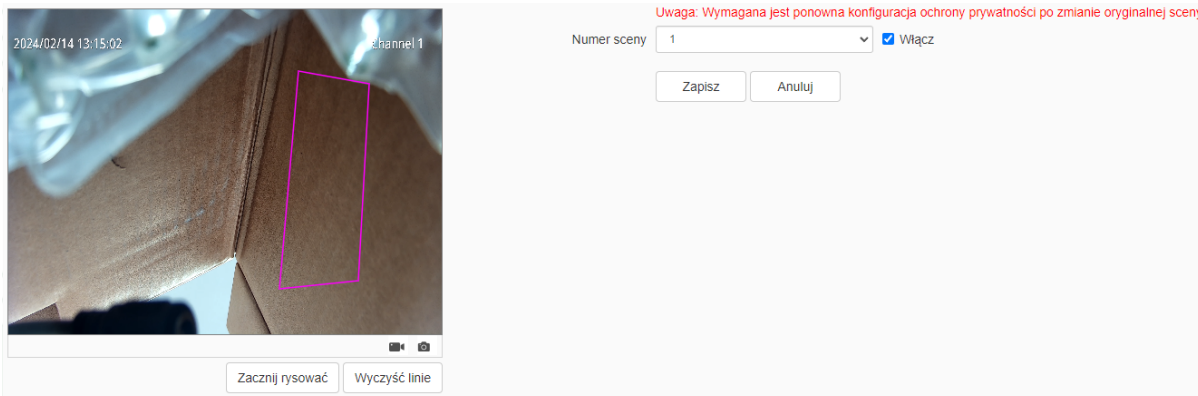 Uwaga: Wymagana jest ponowna konfiguracja ochrony prywatności po zmianie oryginalnej sceny
2024/02/14 13:15:02
Channel 1
Numer sceny 1 Włącz
Zapisz Anuluj
Zacznij rysować Wyczyść linie